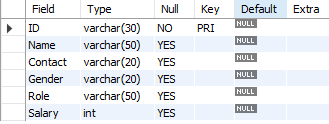 Field Type Null Key Default Extra
ID varchar(30) NO PRI NULL
Name varchar(50) YES NULL
Contact varchar(20) YES NULL
Gender varchar(20) YES NULL
Role varchar(50) YES NULL
Salary int YES NULL